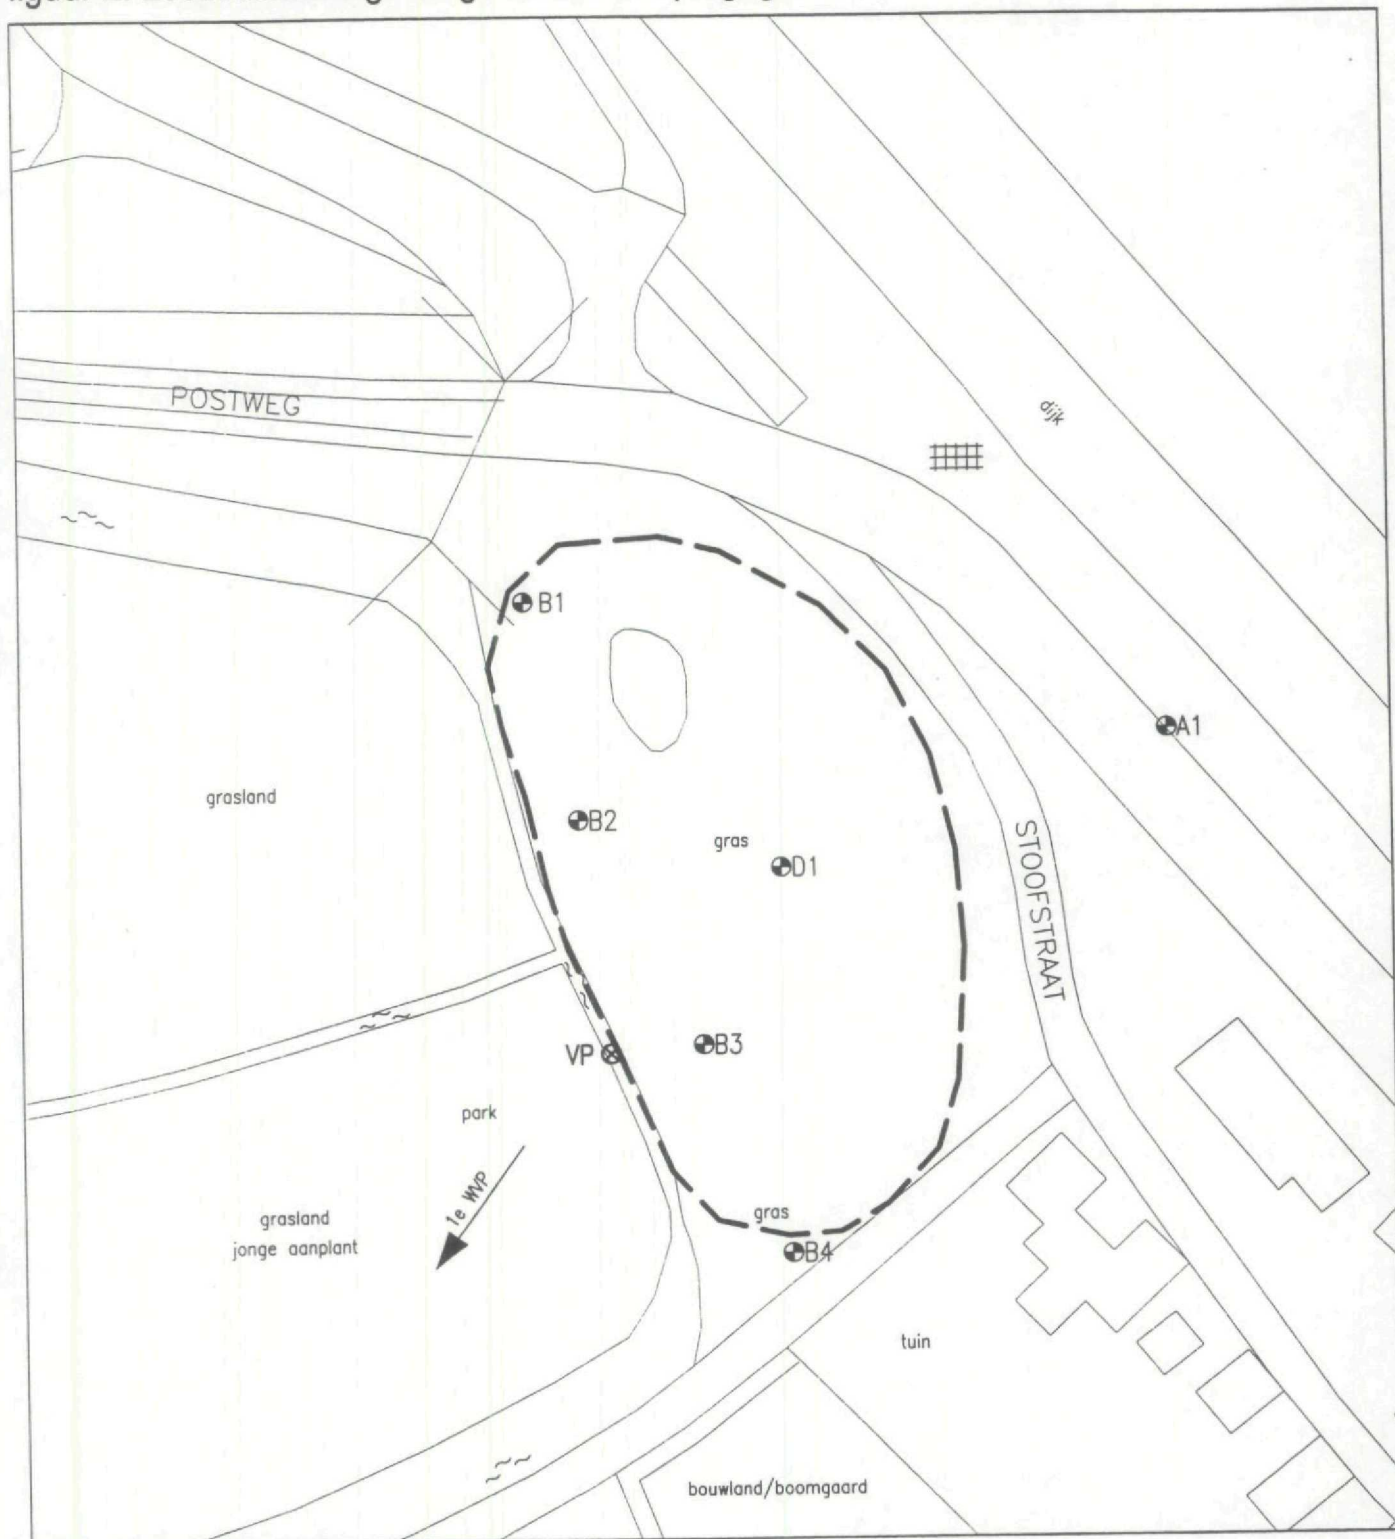 POSTWEG
dijk
B1
A1
grasland
B2
gras
D1
STOOFSTRAAT
B3
VP
park
1e WVP
grasland
jonge aanplant
gras
B4
tuin
bouwland/boomgaard